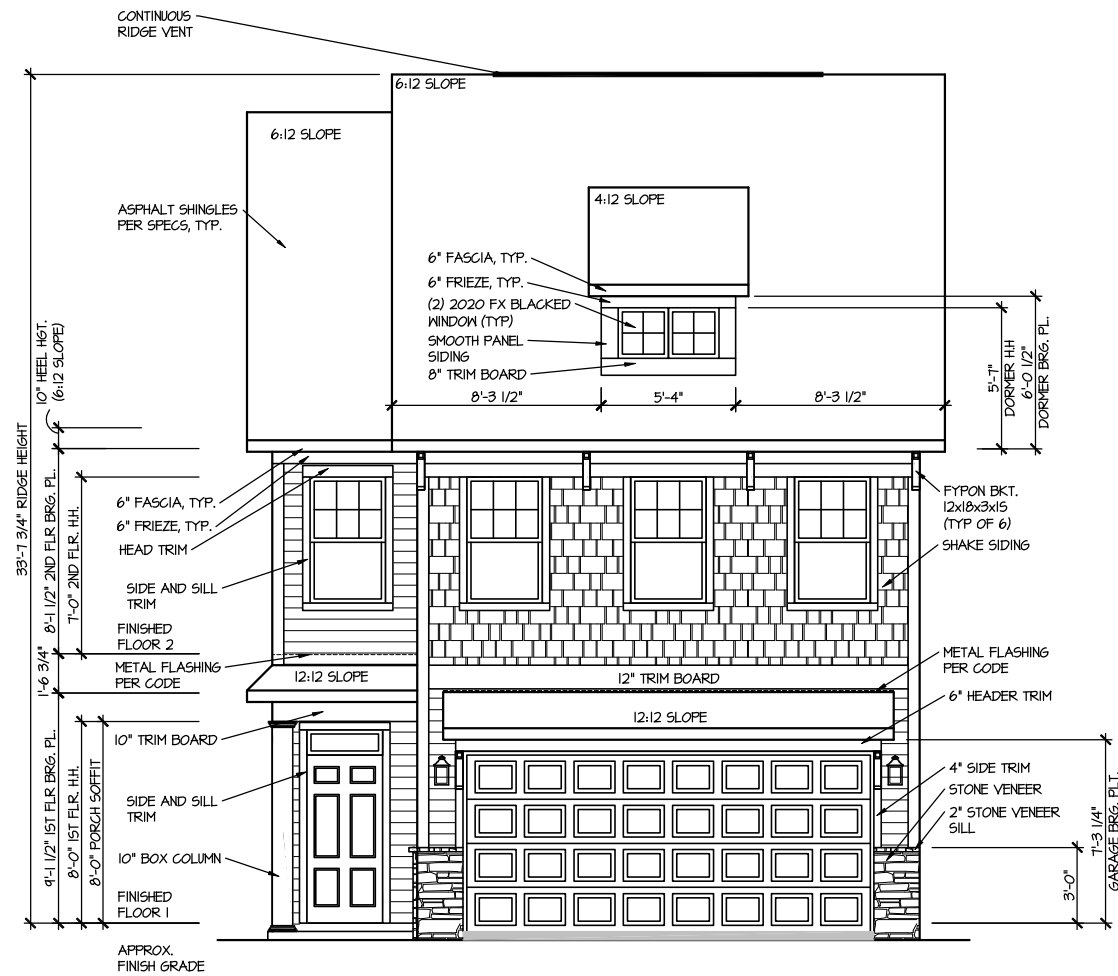 CONTINUOUS
RIDGE VENT
6:12 SLOPE
6:12 SLOPE
4:12 SLOPE
ASPHALT SHINGLES
PER SPECS, TYP.
6" FASCIA, TYP.
6" FRIEZE, TYP.
(2) 2020 FX BLACKED
WINDOW (TYP)
SMOOTH PANEL
SIDING
8" TRIM BOARD
8'-3 1/2"
5'-4"
8'-3 1/2"
5'-7"
DORMER H.H
6'-0 1/2"
DORMER BRG. PL.
10" HEEL HGT.
(6:12 SLOPE)
33'-7 3/4" RIDGE HEIGHT
8'-1 1/2" 2ND FLR BRG. PL.
7'-0" 2ND FLR. H.H.
6" FASCIA, TYP.
6" FRIEZE, TYP.
HEAD TRIM
SIDE AND SILL
TRIM
FINISHED
FLOOR 2
METAL FLASHING
PER CODE
1'-6 3/4"
FYPON BKT.
12x18x3x15
(TYP OF 6)
SHAKE SIDING
METAL FLASHING
PER CODE
6" HEADER TRIM
12:12 SLOPE
12" TRIM BOARD
12:12 SLOPE
10" TRIM BOARD
SIDE AND SILL
TRIM
10" BOX COLUMN
FINISHED
FLOOR 1
9'-1 1/2" 1ST FLR BRG. PL.
8'-0" 1ST FLR. H.H.
8'-0" PORCH SOFFIT
4" SIDE TRIM
STONE VENEER
2" STONE VENEER
SILL
3'-0"
7'-3 1/4"
GARAGE BRG. PLT.
APPROX.
FINISH GRADE